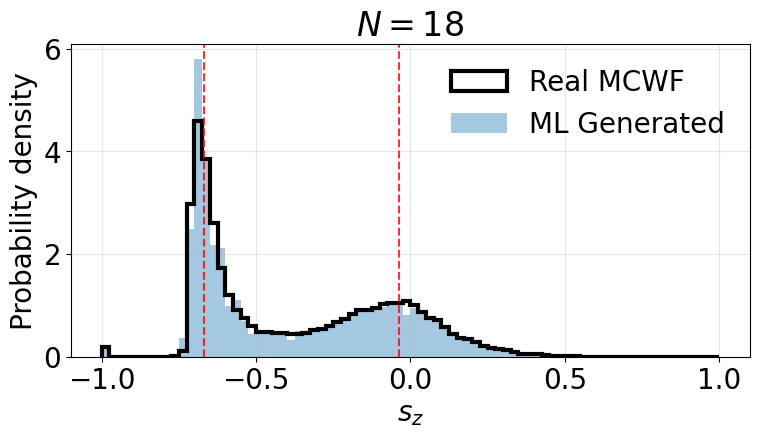 N = 18
Real MCWF
ML Generated
Probability density
6
4
2
0
−1.0 −0.5 0.0 0.5 1.0
s_z